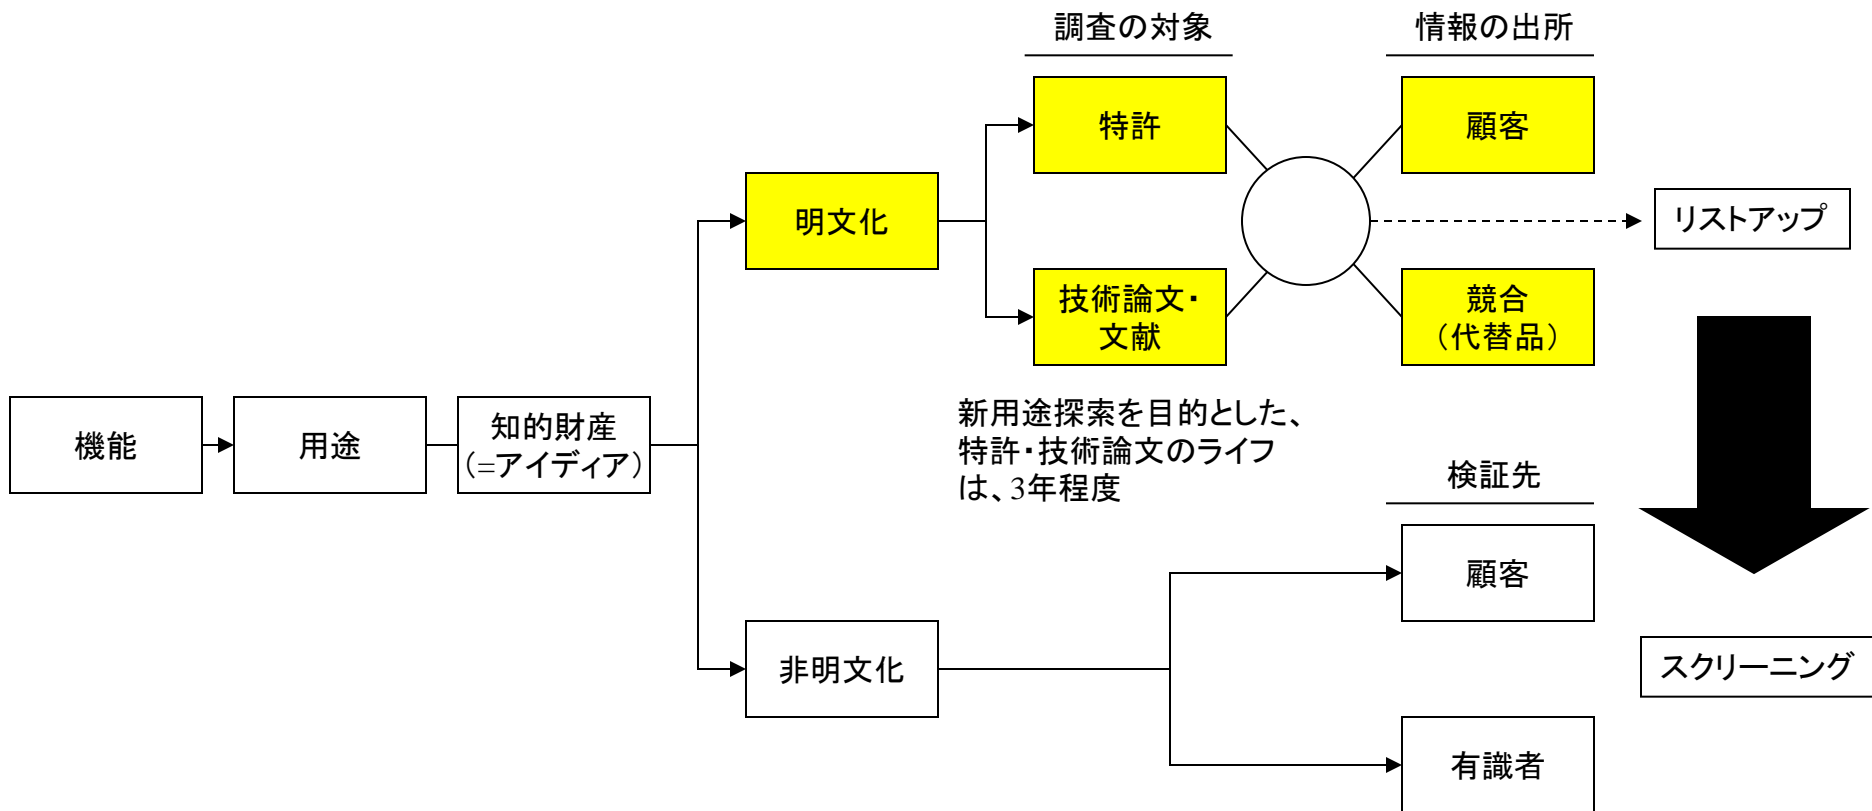 調査の対象
情報の出所
特許
顧客
明文化
リストアップ
技術論文・
文献
競合
（代替品）
機能
用途
知的財産
（=アイディア）
新用途探索を目的とした、
特許・技術論文のライフ
は、3年程度
検証先
顧客
非明文化
スクリーニング
有識者